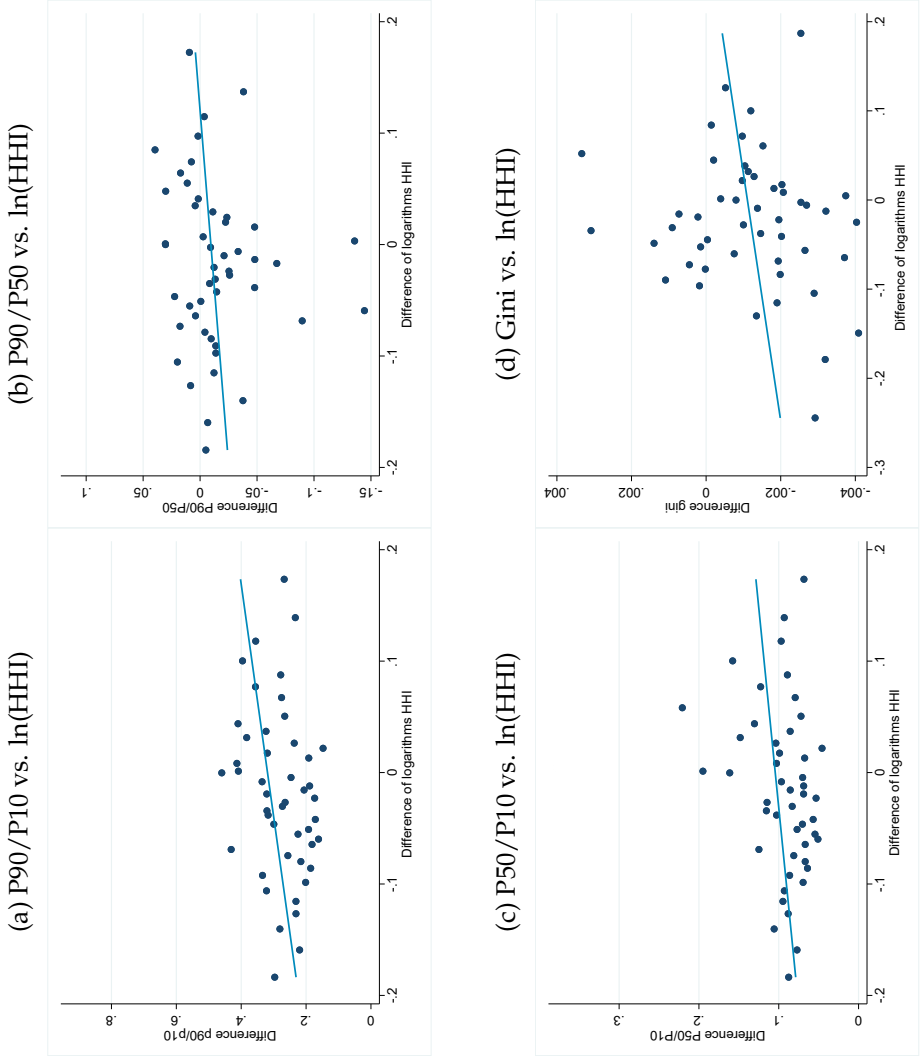 (a) P90/P10 vs. ln(HHI)
Difference p90/p10
.8
.6
.4
.2
0
-.2 -.1 0 .1 .2
Difference of logarithms HHI
(b) P90/P50 vs. ln(HHI)
Difference P90/P50
.1
.05
0
-.05
-.1
-.15
-.2 -.1 0 .1 .2
Difference of logarithms HHI
(c) P50/P10 vs. ln(HHI)
Difference P50/P10
.3
.2
.1
0
-.2 -.1 0 .1 .2
Difference of logarithms HHI
(d) Gini vs. ln(HHI)
Difference gini
.004
.002
0
-.002
-.004
-.3 -.2 -.1 0 .1 .2
Difference of logarithms HHI